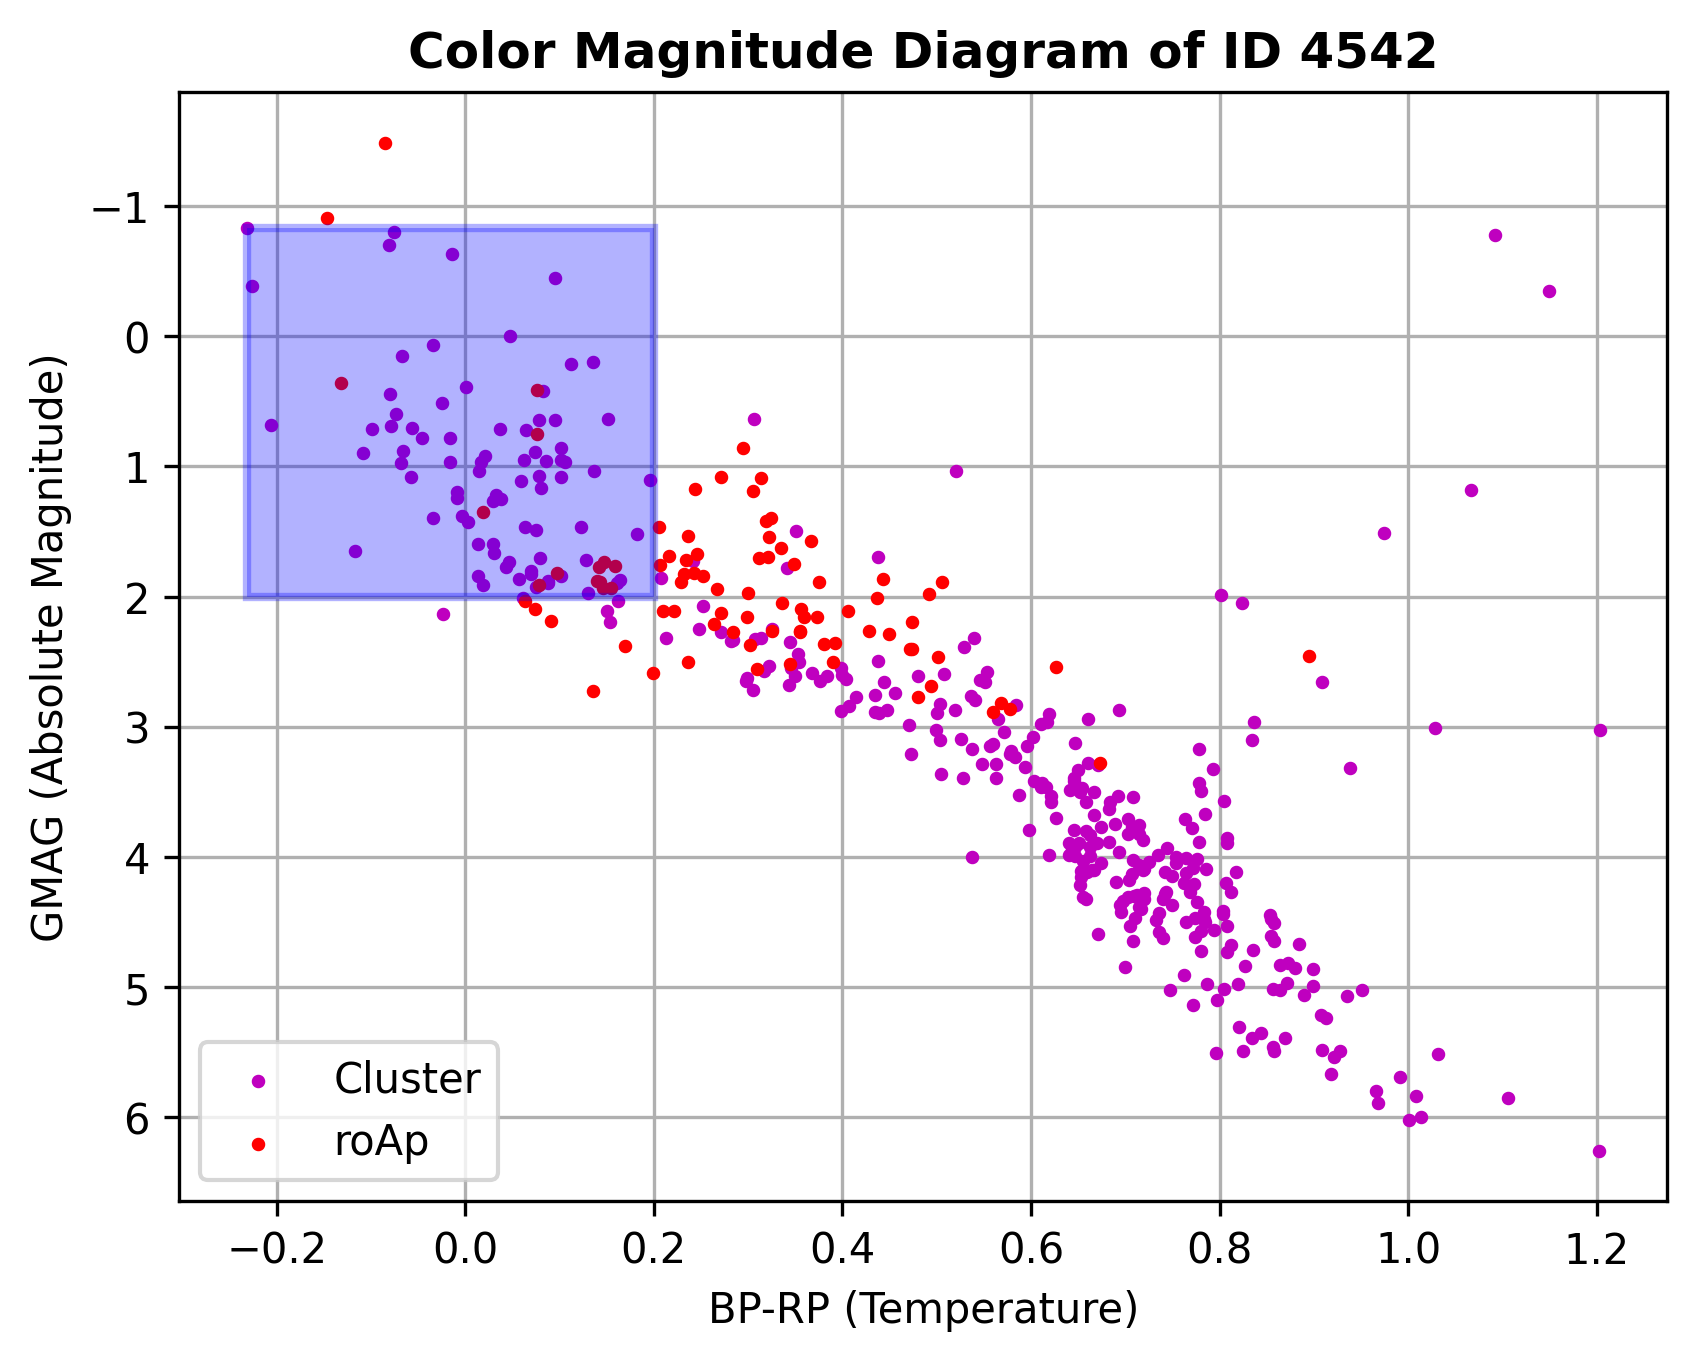 Color Magnitude Diagram of ID 4542
GMAG (Absolute Magnitude)
−1
0
1
2
3
4
5
6
Cluster
roAp
−0.2 0.0 0.2 0.4 0.6 0.8 1.0 1.2
BP-RP (Temperature)